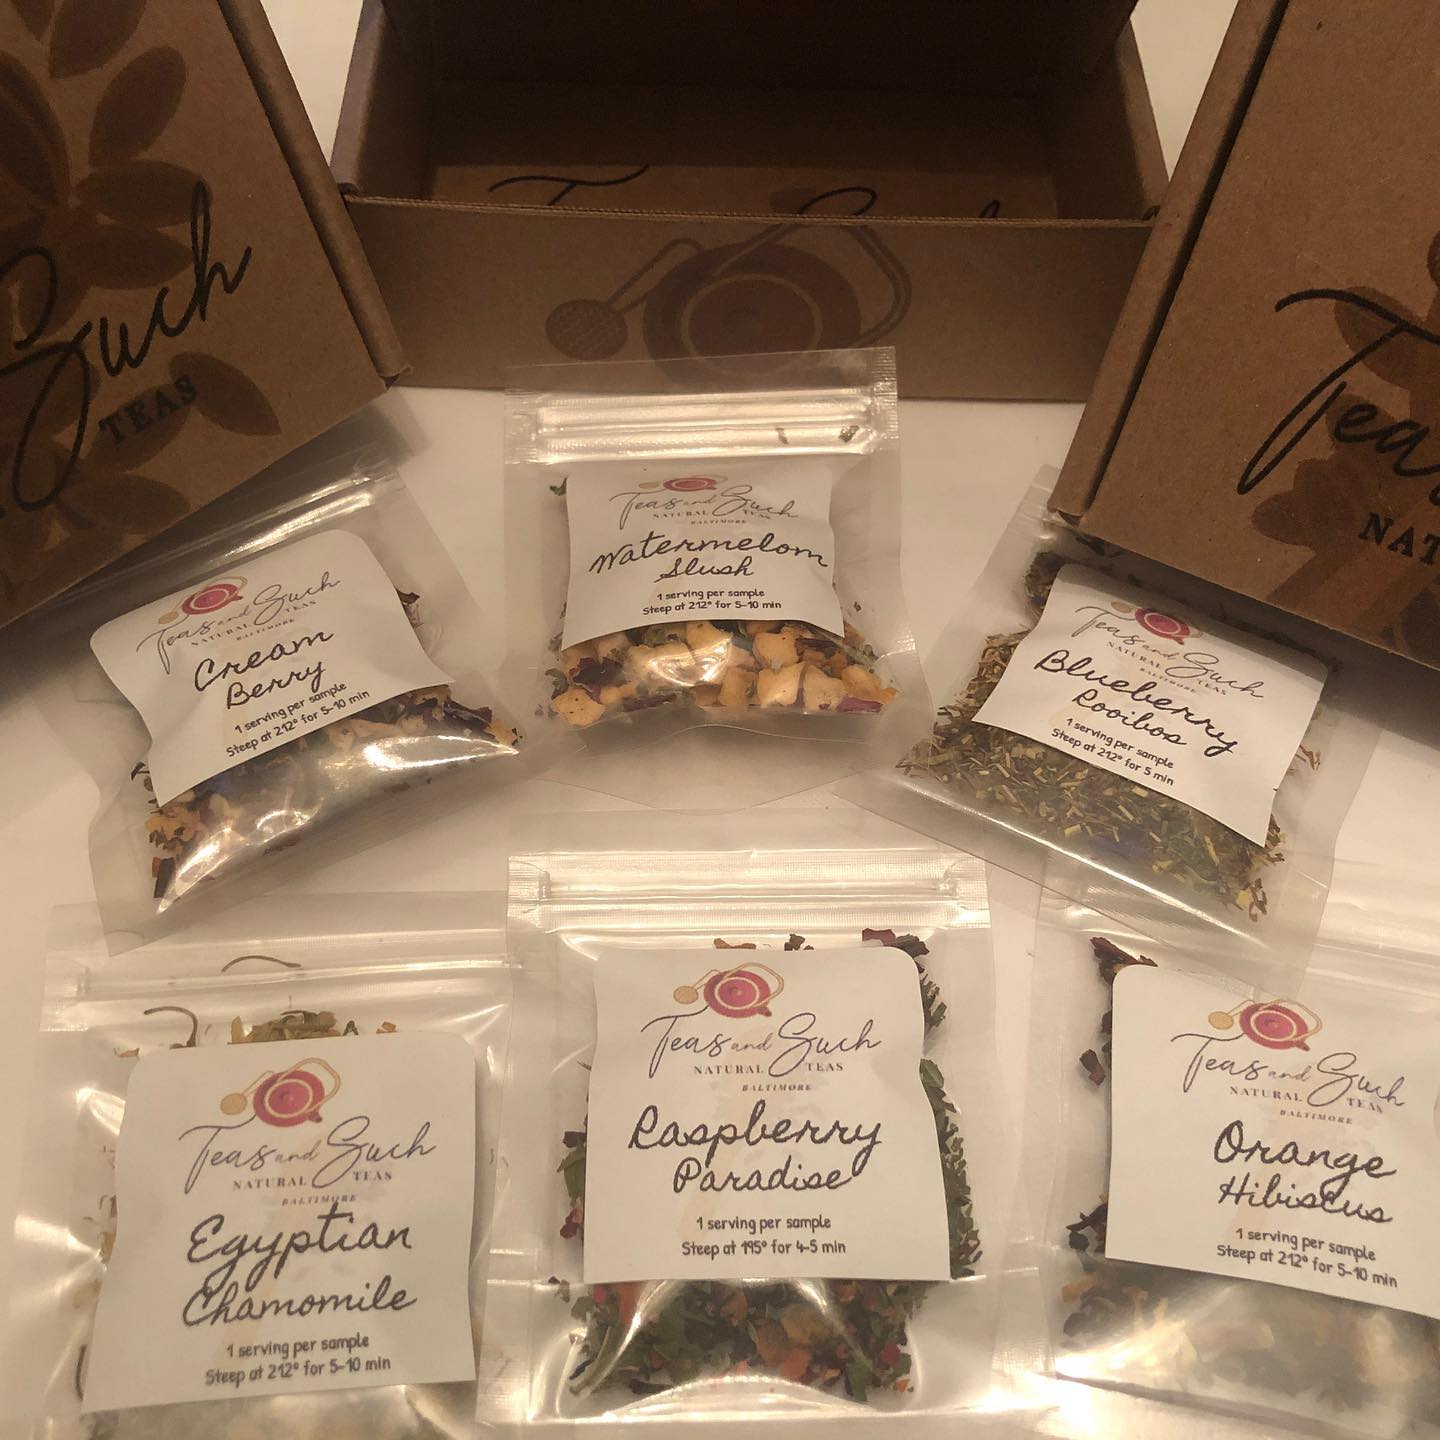 Such
TEAS
Tea
NAT
Teas and Such
NATURAL TEAS
BALTIMORE
Cream
Berry
1 serving per sample
Steep at 212° for 5-10 min
Teas and Such
NATURAL TEAS
BALTIMORE
Watermelon
Slush
1 serving per sample
Steep at 212° for 5-10 min
Teas and Such
NATURAL TEAS
BALTIMORE
Blueberry
Rooibos
1 serving per sample
Steep at 212° for 5 min
Teas and Such
NATURAL TEAS
BALTIMORE
Egyptian
Chamomile
1 serving per sample
Steep at 212° for 5-10 min
Teas and Such
NATURAL TEAS
BALTIMORE
Raspberry
Paradise
1 serving per sample
Steep at 195° for 4-5 min
Teas and Such
NATURAL TEAS
BALTIMORE
Orange
Hibiscus
1 serving per sample
Steep at 212° for 5-10 min